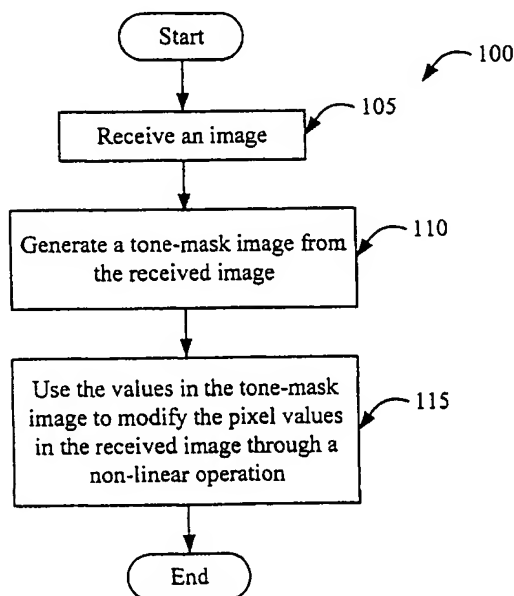 Start
100
Receive an image
105
Generate a tone-mask image from
the received image
110
Use the values in the tone-mask
image to modify the pixel values
in the received image through a
non-linear operation
115
End